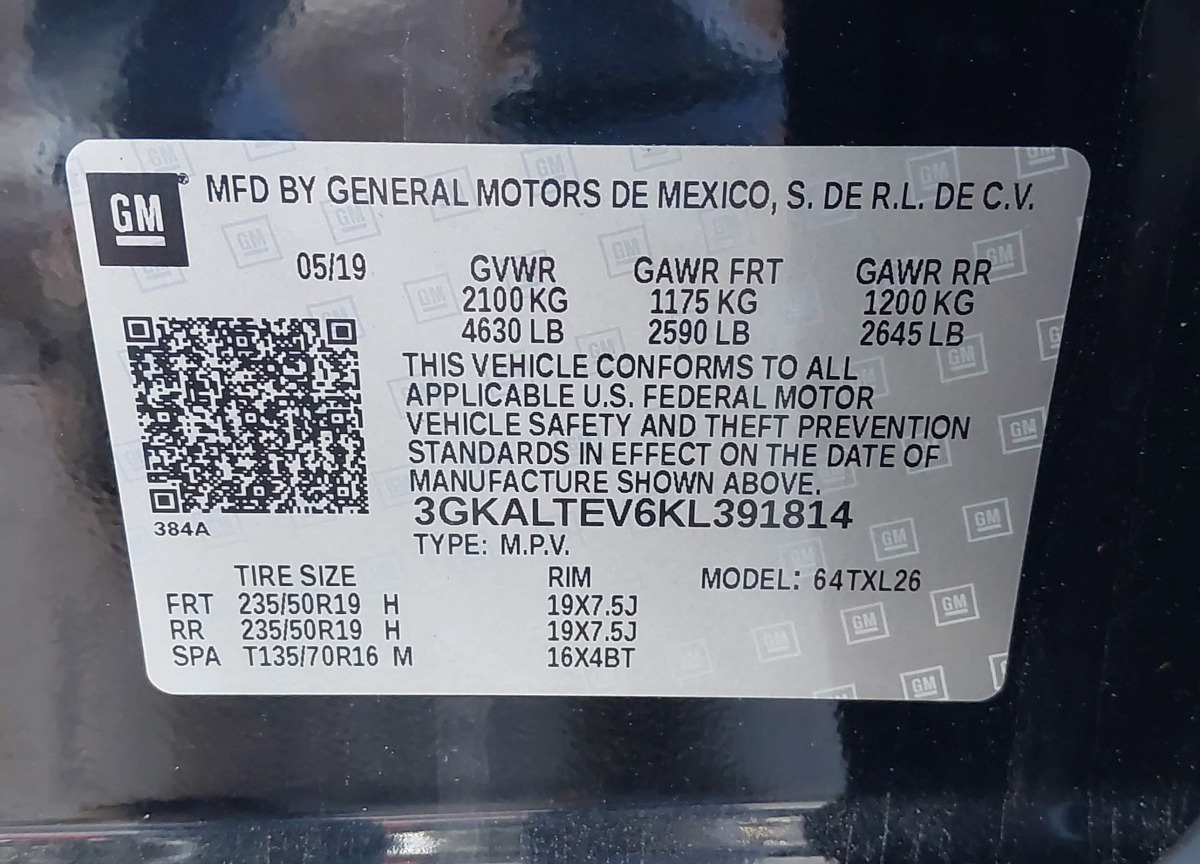 GM ® MFD BY GENERAL MOTORS DE MEXICO, S. DE R.L. DE C.V.
05/19 GVWR GAWR FRT GAWR RR
2100 KG 1175 KG 1200 KG
4630 LB 2590 LB 2645 LB
THIS VEHICLE CONFORMS TO ALL
APPLICABLE U.S. FEDERAL MOTOR
VEHICLE SAFETY AND THEFT PREVENTION
STANDARDS IN EFFECT ON THE DATE OF
MANUFACTURE SHOWN ABOVE.
3GKALTEV6KL391814
384A
TYPE: M.P.V.
TIRE SIZE RIM MODEL: 64TXL26
FRT 235/50R19 H 19X7.5J
RR 235/50R19 H 19X7.5J
SPA T135/70R16 M 16X4BT